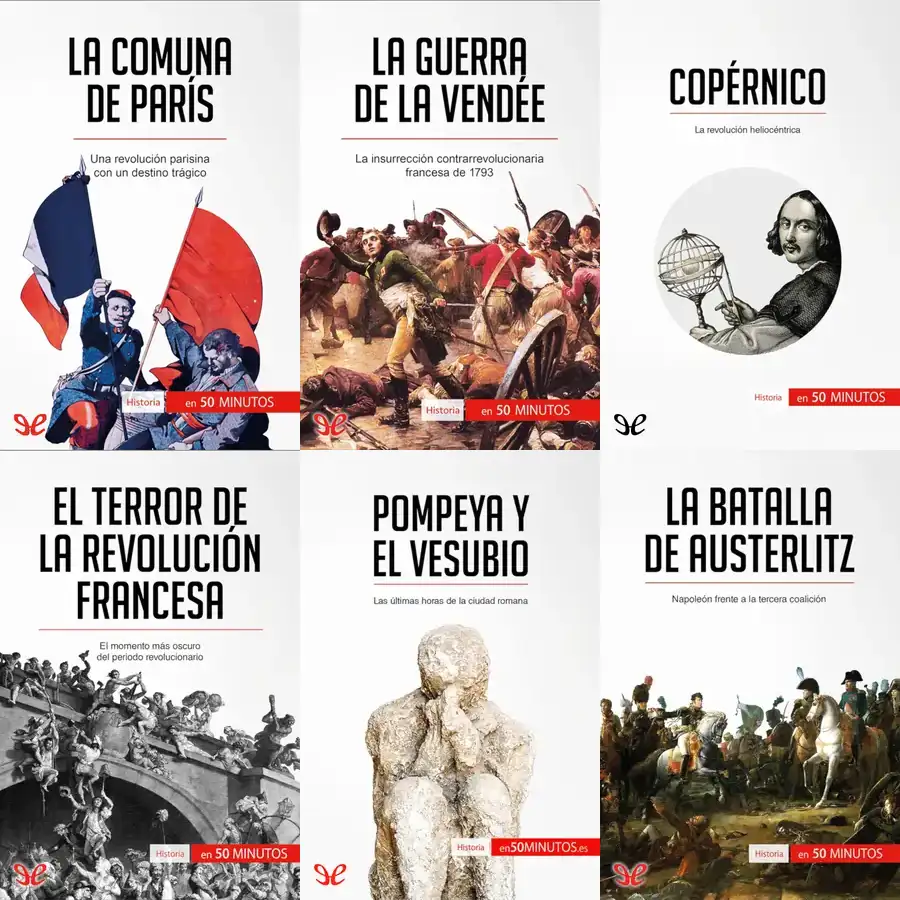 LA COMUNA
DE PARÍS
Una revolución parisina
con un destino trágico
Historia
en 50 MINUTOS
LA GUERRA
DE LA VENDÉE
La insurrección contrarrevolucionaria
francesa de 1793
Historia
en 50 MINUTOS
COPÉRNICO
La revolución heliocéntrica
Historia
en 50 MINUTOS
EL TERROR DE
LA REVOLUCIÓN
FRANCESA
El momento más oscuro
del periodo revolucionario
Historia
en 50 MINUTOS
POMPEYA Y
EL VESUBIO
Las últimas horas de la ciudad romana
Historia
en50MINUTOS.es
LA BATALLA
DE AUSTERLITZ
Napoleón frente a la tercera coalición
Historia
en 50 MINUTOS